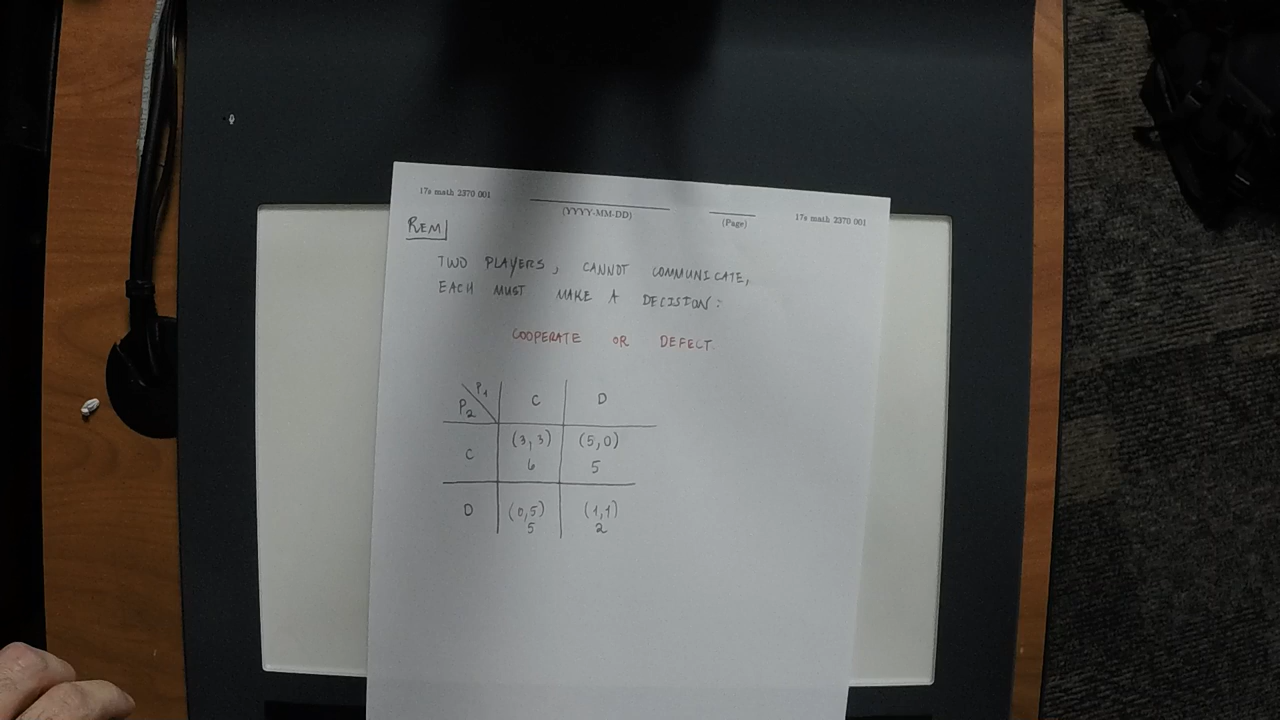 17s math 2370 001
(YYYY-MM-DD)
(Page)
17s math 2370 001
REM
TWO PLAYERS, CANNOT COMMUNICATE,
EACH MUST MAKE A DECISION:
COOPERATE OR DEFECT
P1 C D
P2
C (3,3) (5,0)
6 5
D (0,5) (1,1)
5 2